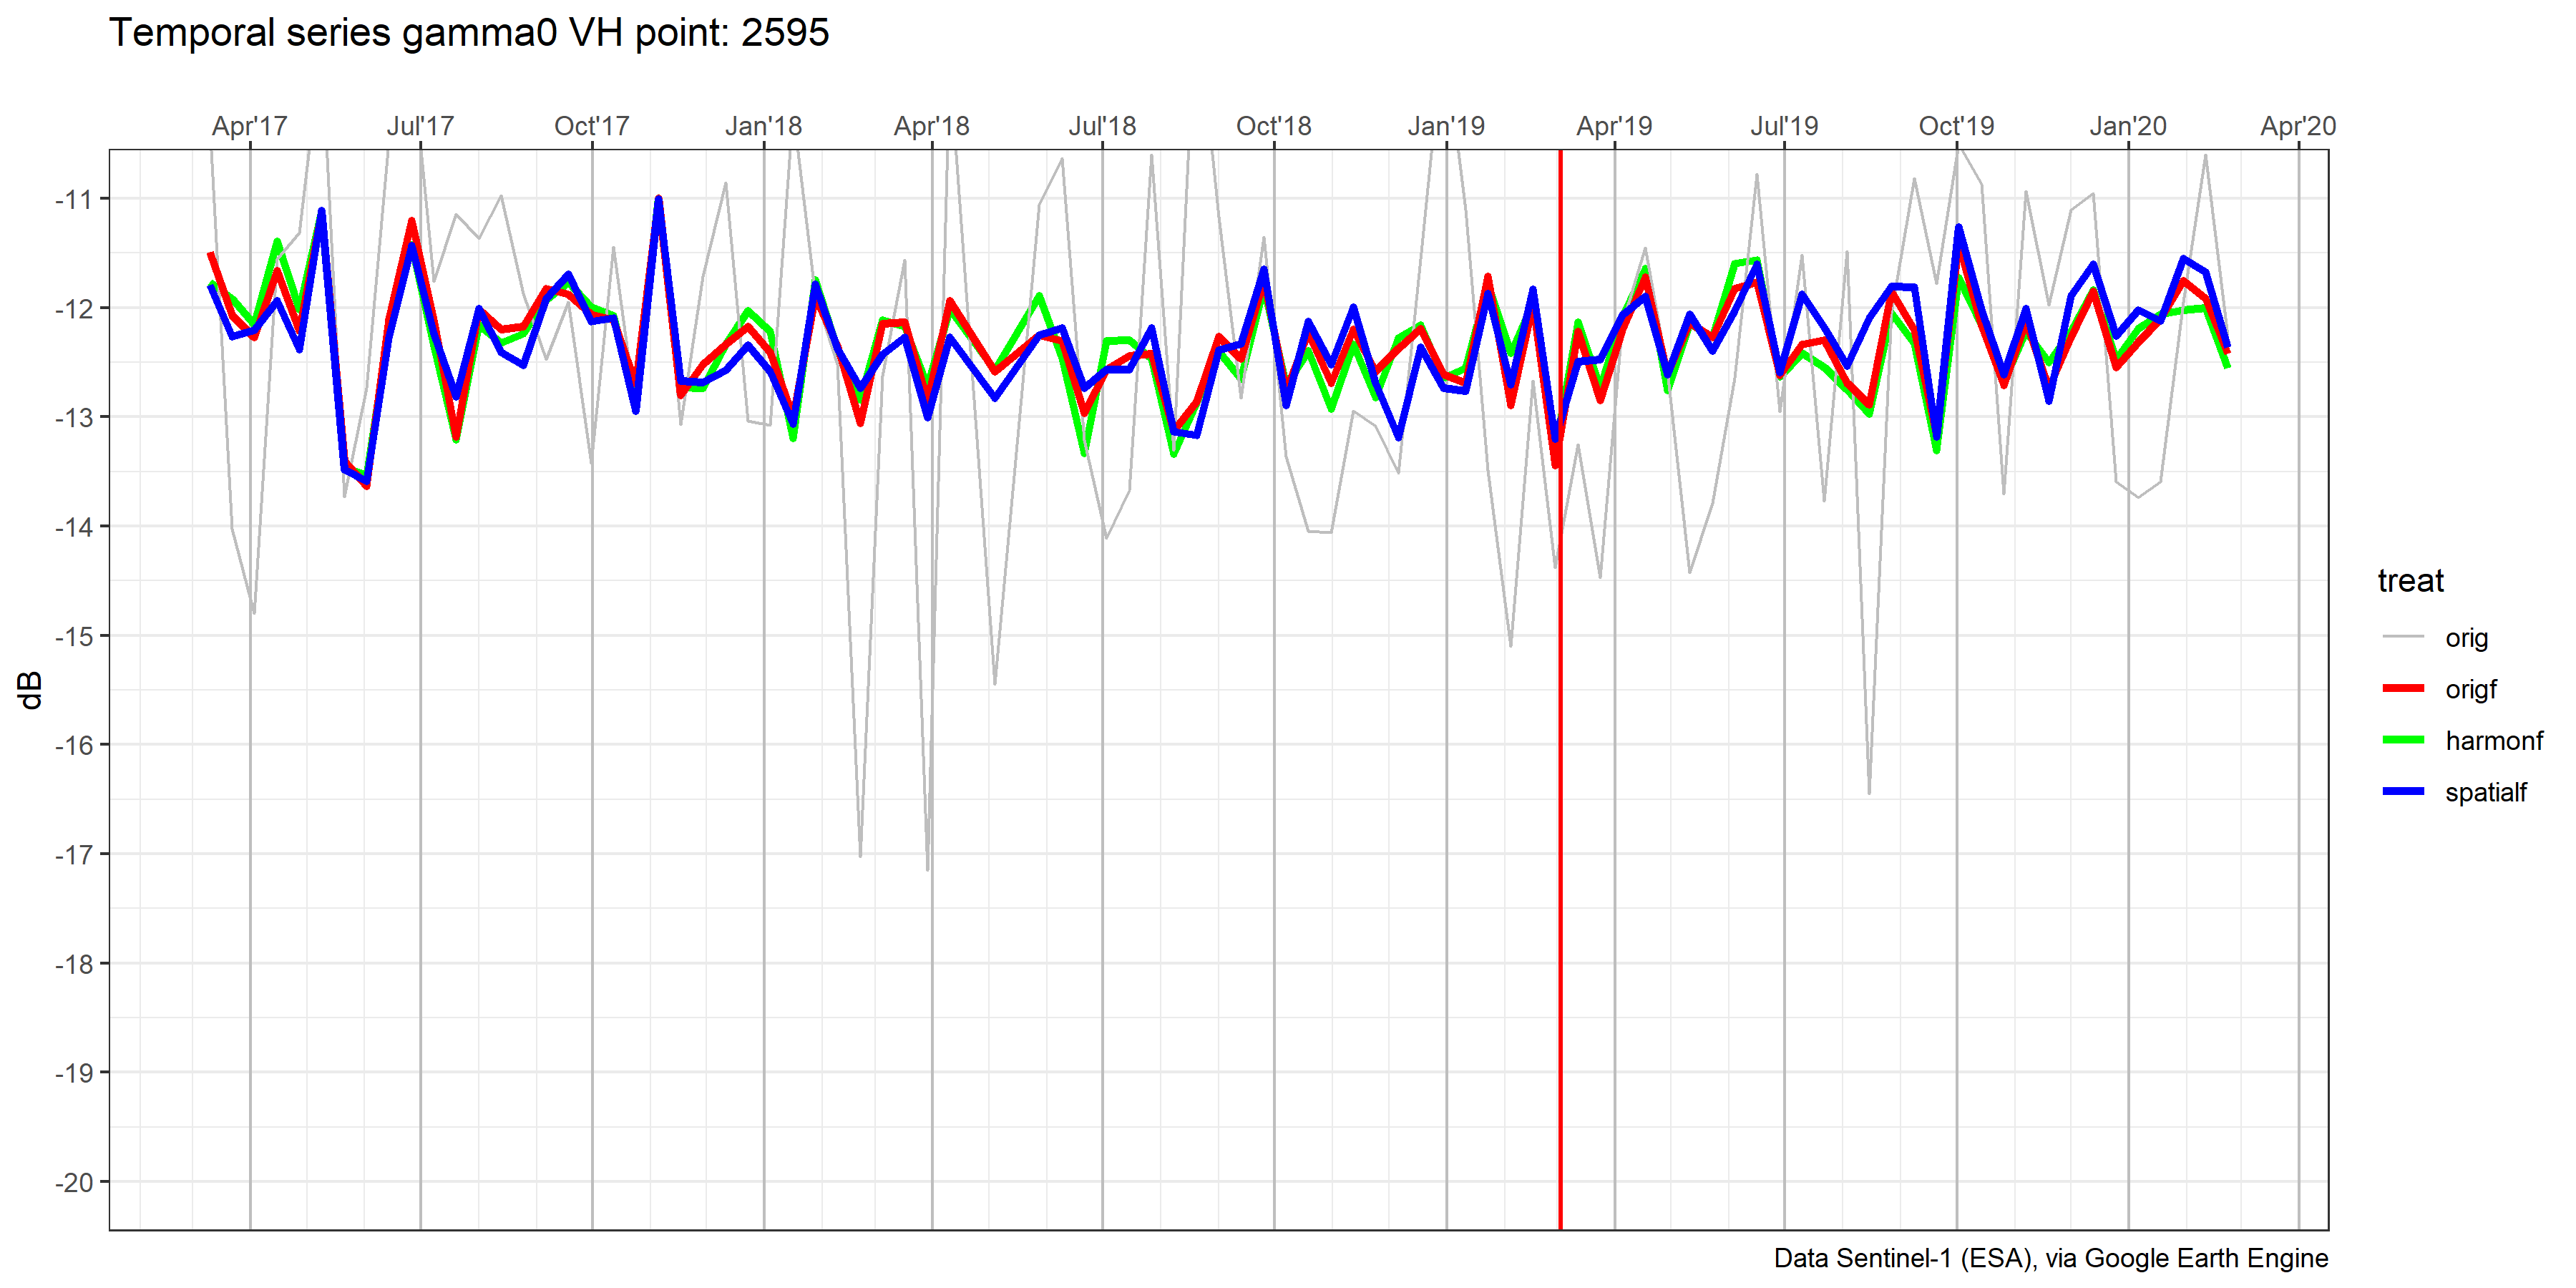 Temporal series gamma0 VH point: 2595
Apr'17 Jul'17 Oct'17 Jan'18 Apr'18 Jul'18 Oct'18 Jan'19 Apr'19 Jul'19 Oct'19 Jan'20 Apr'20
-11
-12
-13
-14
-15
-16
-17
-18
-19
-20
dB
treat
orig
origf
harmonf
spatialf
Data Sentinel-1 (ESA), via Google Earth Engine